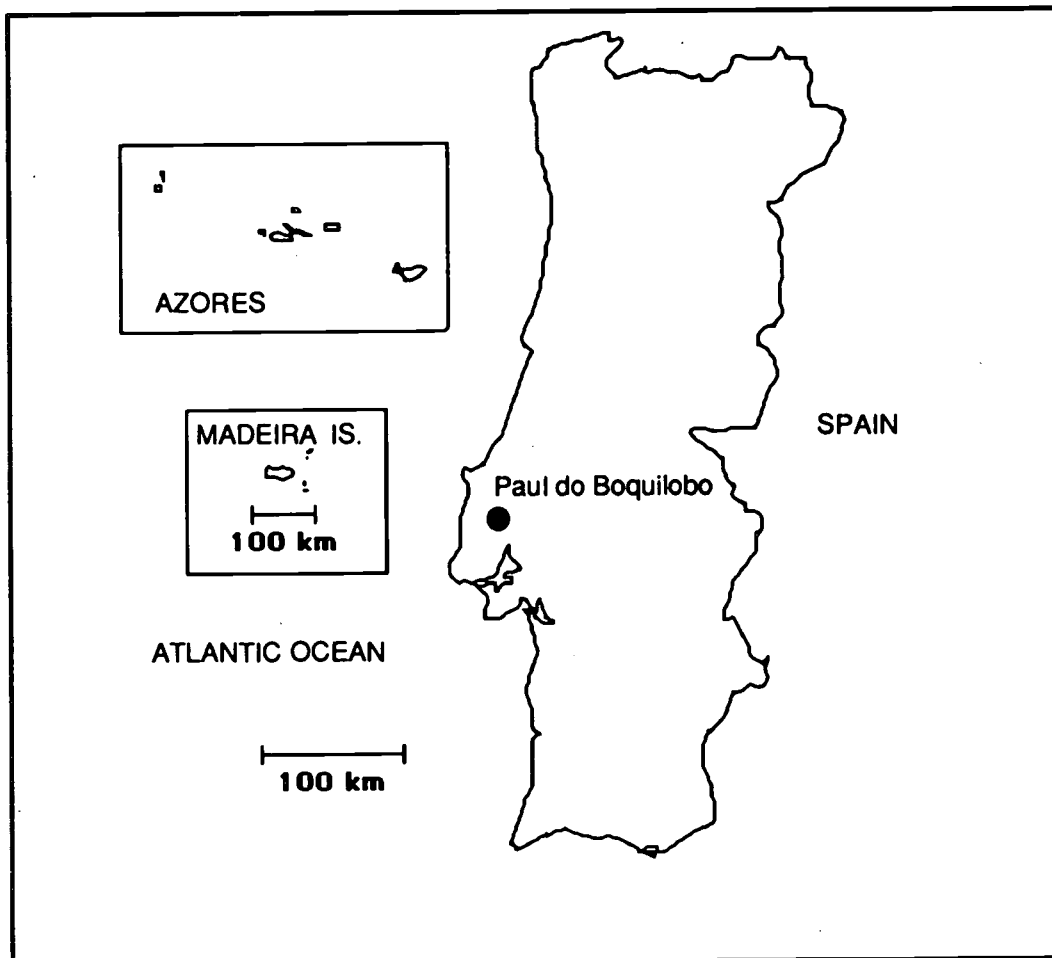 AZORES
MADEIRA IS.
100 km
SPAIN
Paul do Boquilobo
ATLANTIC OCEAN
100 km